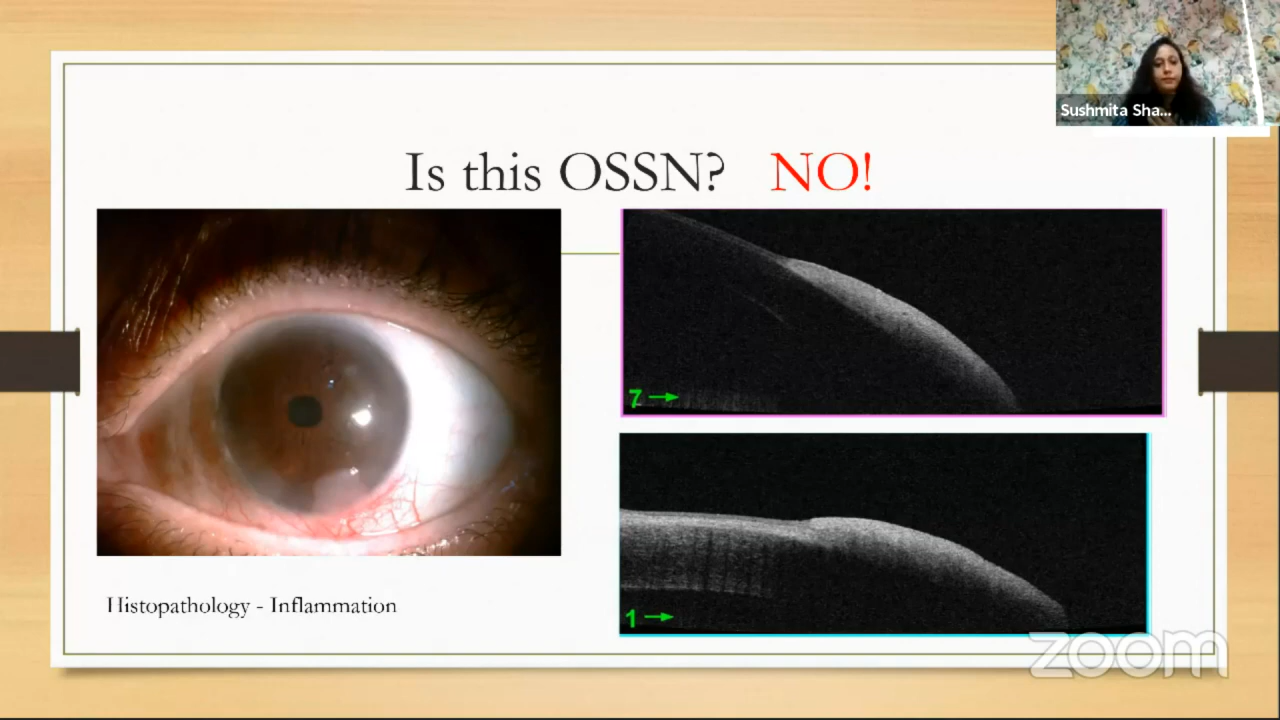 Sushmita Sha...
Is this OSSN? NO!
7
1
Histopathology - Inflammation
zoom